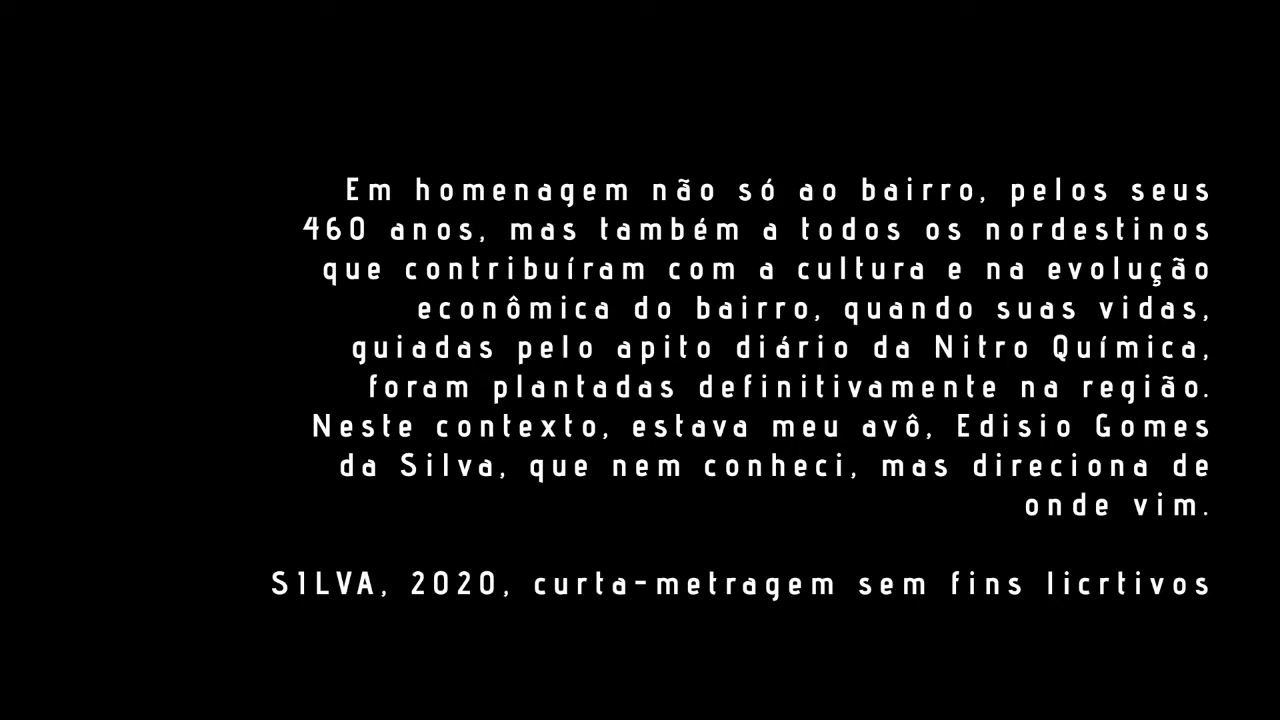 Em homenagem não só ao bairro, pelos seus
460 anos, mas também a todos os nordestinos
que contribuíram com a cultura e na evolução
econômica do bairro, quando suas vidas,
guiadas pelo apito diário da Nitro Química,
foram plantadas definitivamente na região.
Neste contexto, estava meu avô, Edisio Gomes
da Silva, que nem conheci, mas direciona de
onde vim.
S1LVA, 2020, curta-metragem sem fins licrtivos